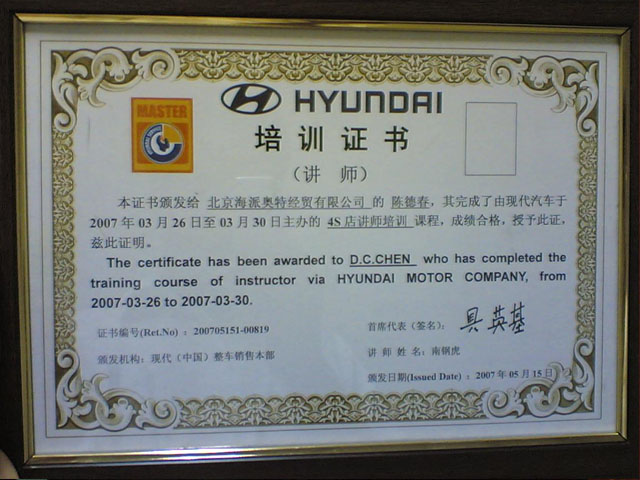 HYUNDAI
MASTER
培训证书
（讲 师）
本证书颁发给 北京海派奥特经贸有限公司 的 陈德春，其完成了由现代汽车于
2007 年 03 月 26 日至 03 月 30 日主办的 4S 店讲师培训 课程，成绩合格，授予此证，
兹此证明。
The certificate has been awarded to D.C.CHEN who has completed the
training course of instructor via HYUNDAI MOTOR COMPANY, from
2007-03-26 to 2007-03-30.
证书编号(Ret.No) ：200705151-00819
首席代表（签名）： 具英基
颁发机构：现代（中国）整车销售本部
讲 师 姓 名：南钢虎
颁发日期(Issued Date) ：2007 年 05 月 15 日